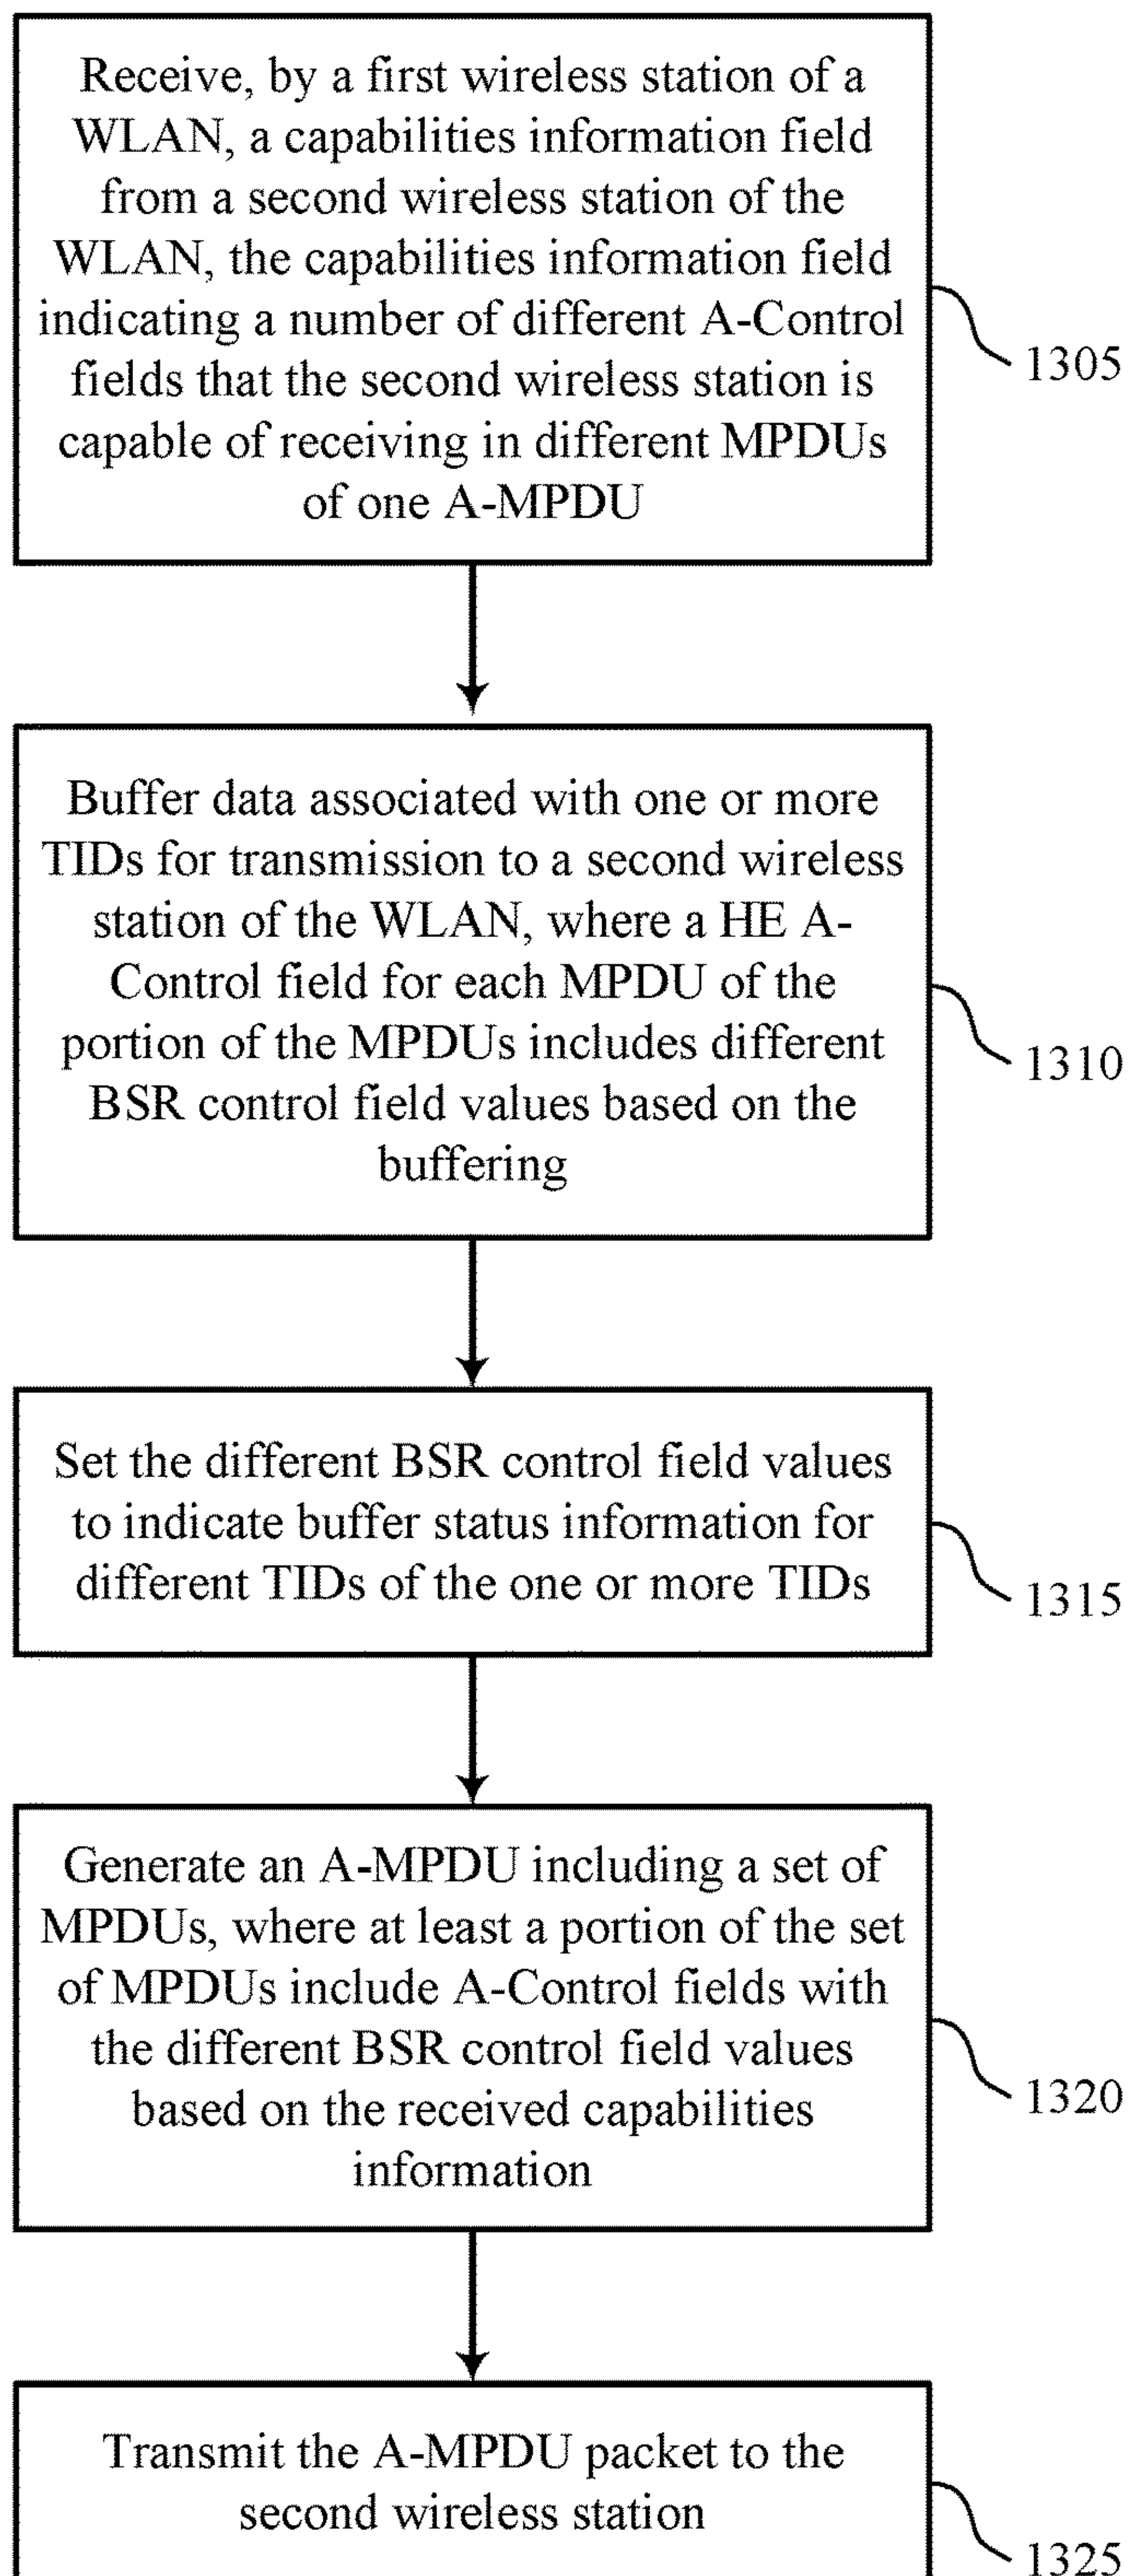 Receive, by a first wireless station of a
WLAN, a capabilities information field
from a second wireless station of the
WLAN, the capabilities information field
indicating a number of different A-Control
fields that the second wireless station is
capable of receiving in different MPDUs
of one A-MPDU
1305
Buffer data associated with one or more
TIDs for transmission to a second wireless
station of the WLAN, where a HE A-
Control field for each MPDU of the
portion of the MPDUs includes different
BSR control field values based on the
buffering
1310
Set the different BSR control field values
to indicate buffer status information for
different TIDs of the one or more TIDs
1315
Generate an A-MPDU including a set of
MPDUs, where at least a portion of the set
of MPDUs include A-Control fields with
the different BSR control field values
based on the received capabilities
information
1320
Transmit the A-MPDU packet to the
second wireless station
1325